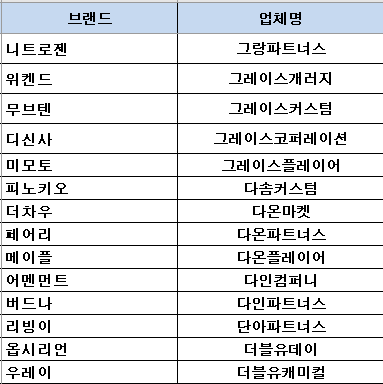 브랜드 업체명
니트로젠 그랑파트너스
위켄드 그레이스개러지
무브텐 그레이스커스텀
디신사 그레이스코퍼레이션
미모토 그레이스플레이어
피노키오 다솜커스텀
더차우 다온마켓
페어리 다온파트너스
메이플 다온플레이어
어멘먼트 다인컴퍼니
버드나 다인파트너스
리빙이 단아파트너스
옵시리언 더블유데이
우레이 더블유캐미컬